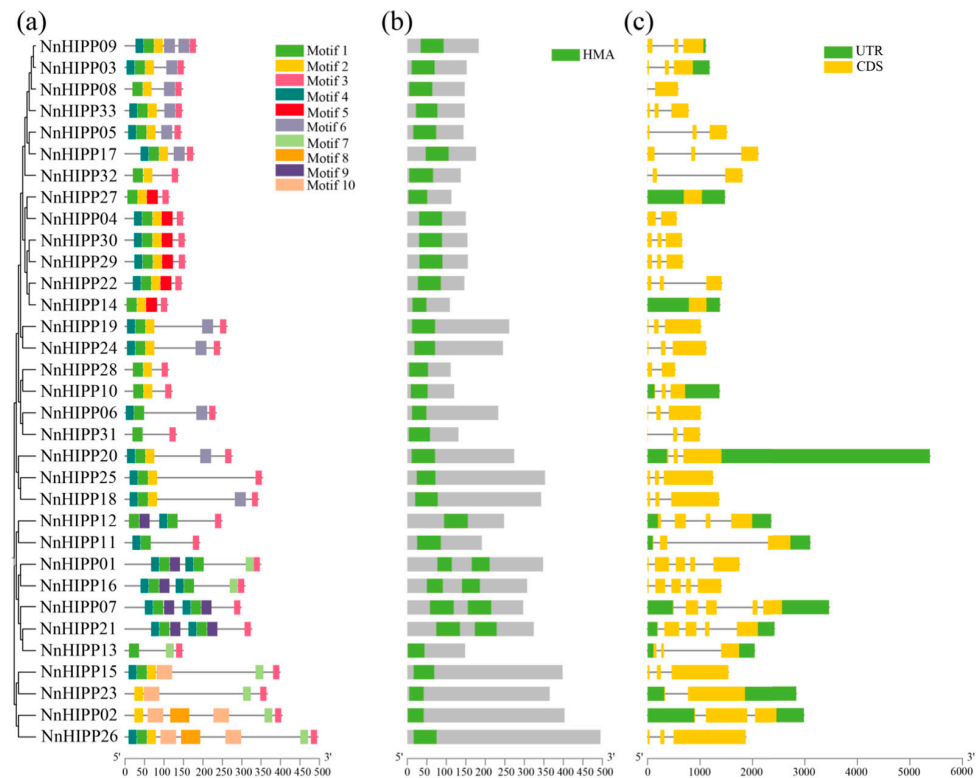 (a) (b) (c)
NnHIPP09
NnHIPP03
NnHIPP08
NnHIPP33
NnHIPP05
NnHIPP17
NnHIPP32
NnHIPP27
NnHIPP04
NnHIPP30
NnHIPP29
NnHIPP22
NnHIPP14
NnHIPP19
NnHIPP24
NnHIPP28
NnHIPP10
NnHIPP06
NnHIPP31
NnHIPP20
NnHIPP25
NnHIPP18
NnHIPP12
NnHIPP11
NnHIPP01
NnHIPP16
NnHIPP07
NnHIPP21
NnHIPP13
NnHIPP15
NnHIPP23
NnHIPP02
NnHIPP26
Motif 1
Motif 2
Motif 3
Motif 4
Motif 5
Motif 6
Motif 7
Motif 8
Motif 9
Motif 10
HMA
UTR
CDS
5' 3'
0 50 100 150 200 250 300 350 400 450 500
5' 3'
0 50 100 150 200 250 300 350 400 450 500
5' 3'
0 1000 2000 3000 4000 5000 6000